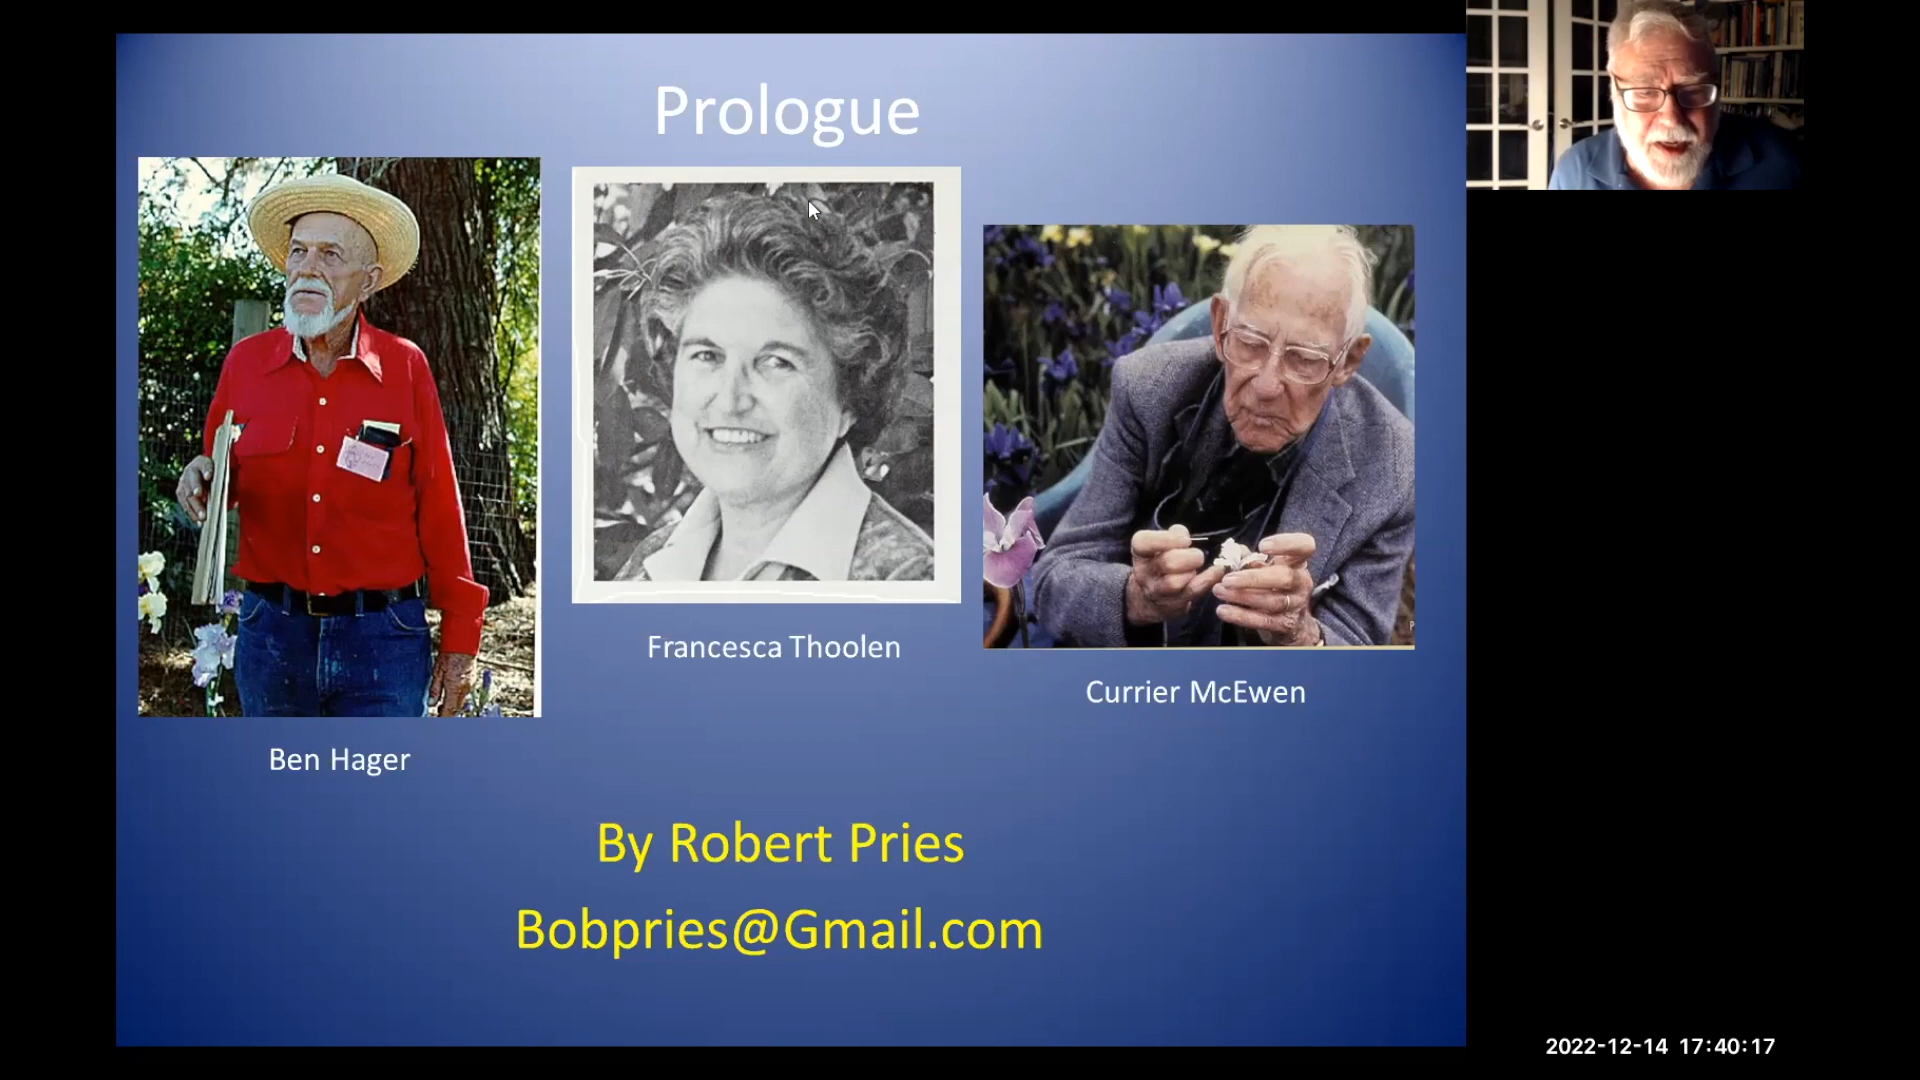 Prologue
Francesca Thoolen
Currier McEwen
Ben Hager
By Robert Pries
Bobpries@Gmail.com
2022-12-14 17:40:17